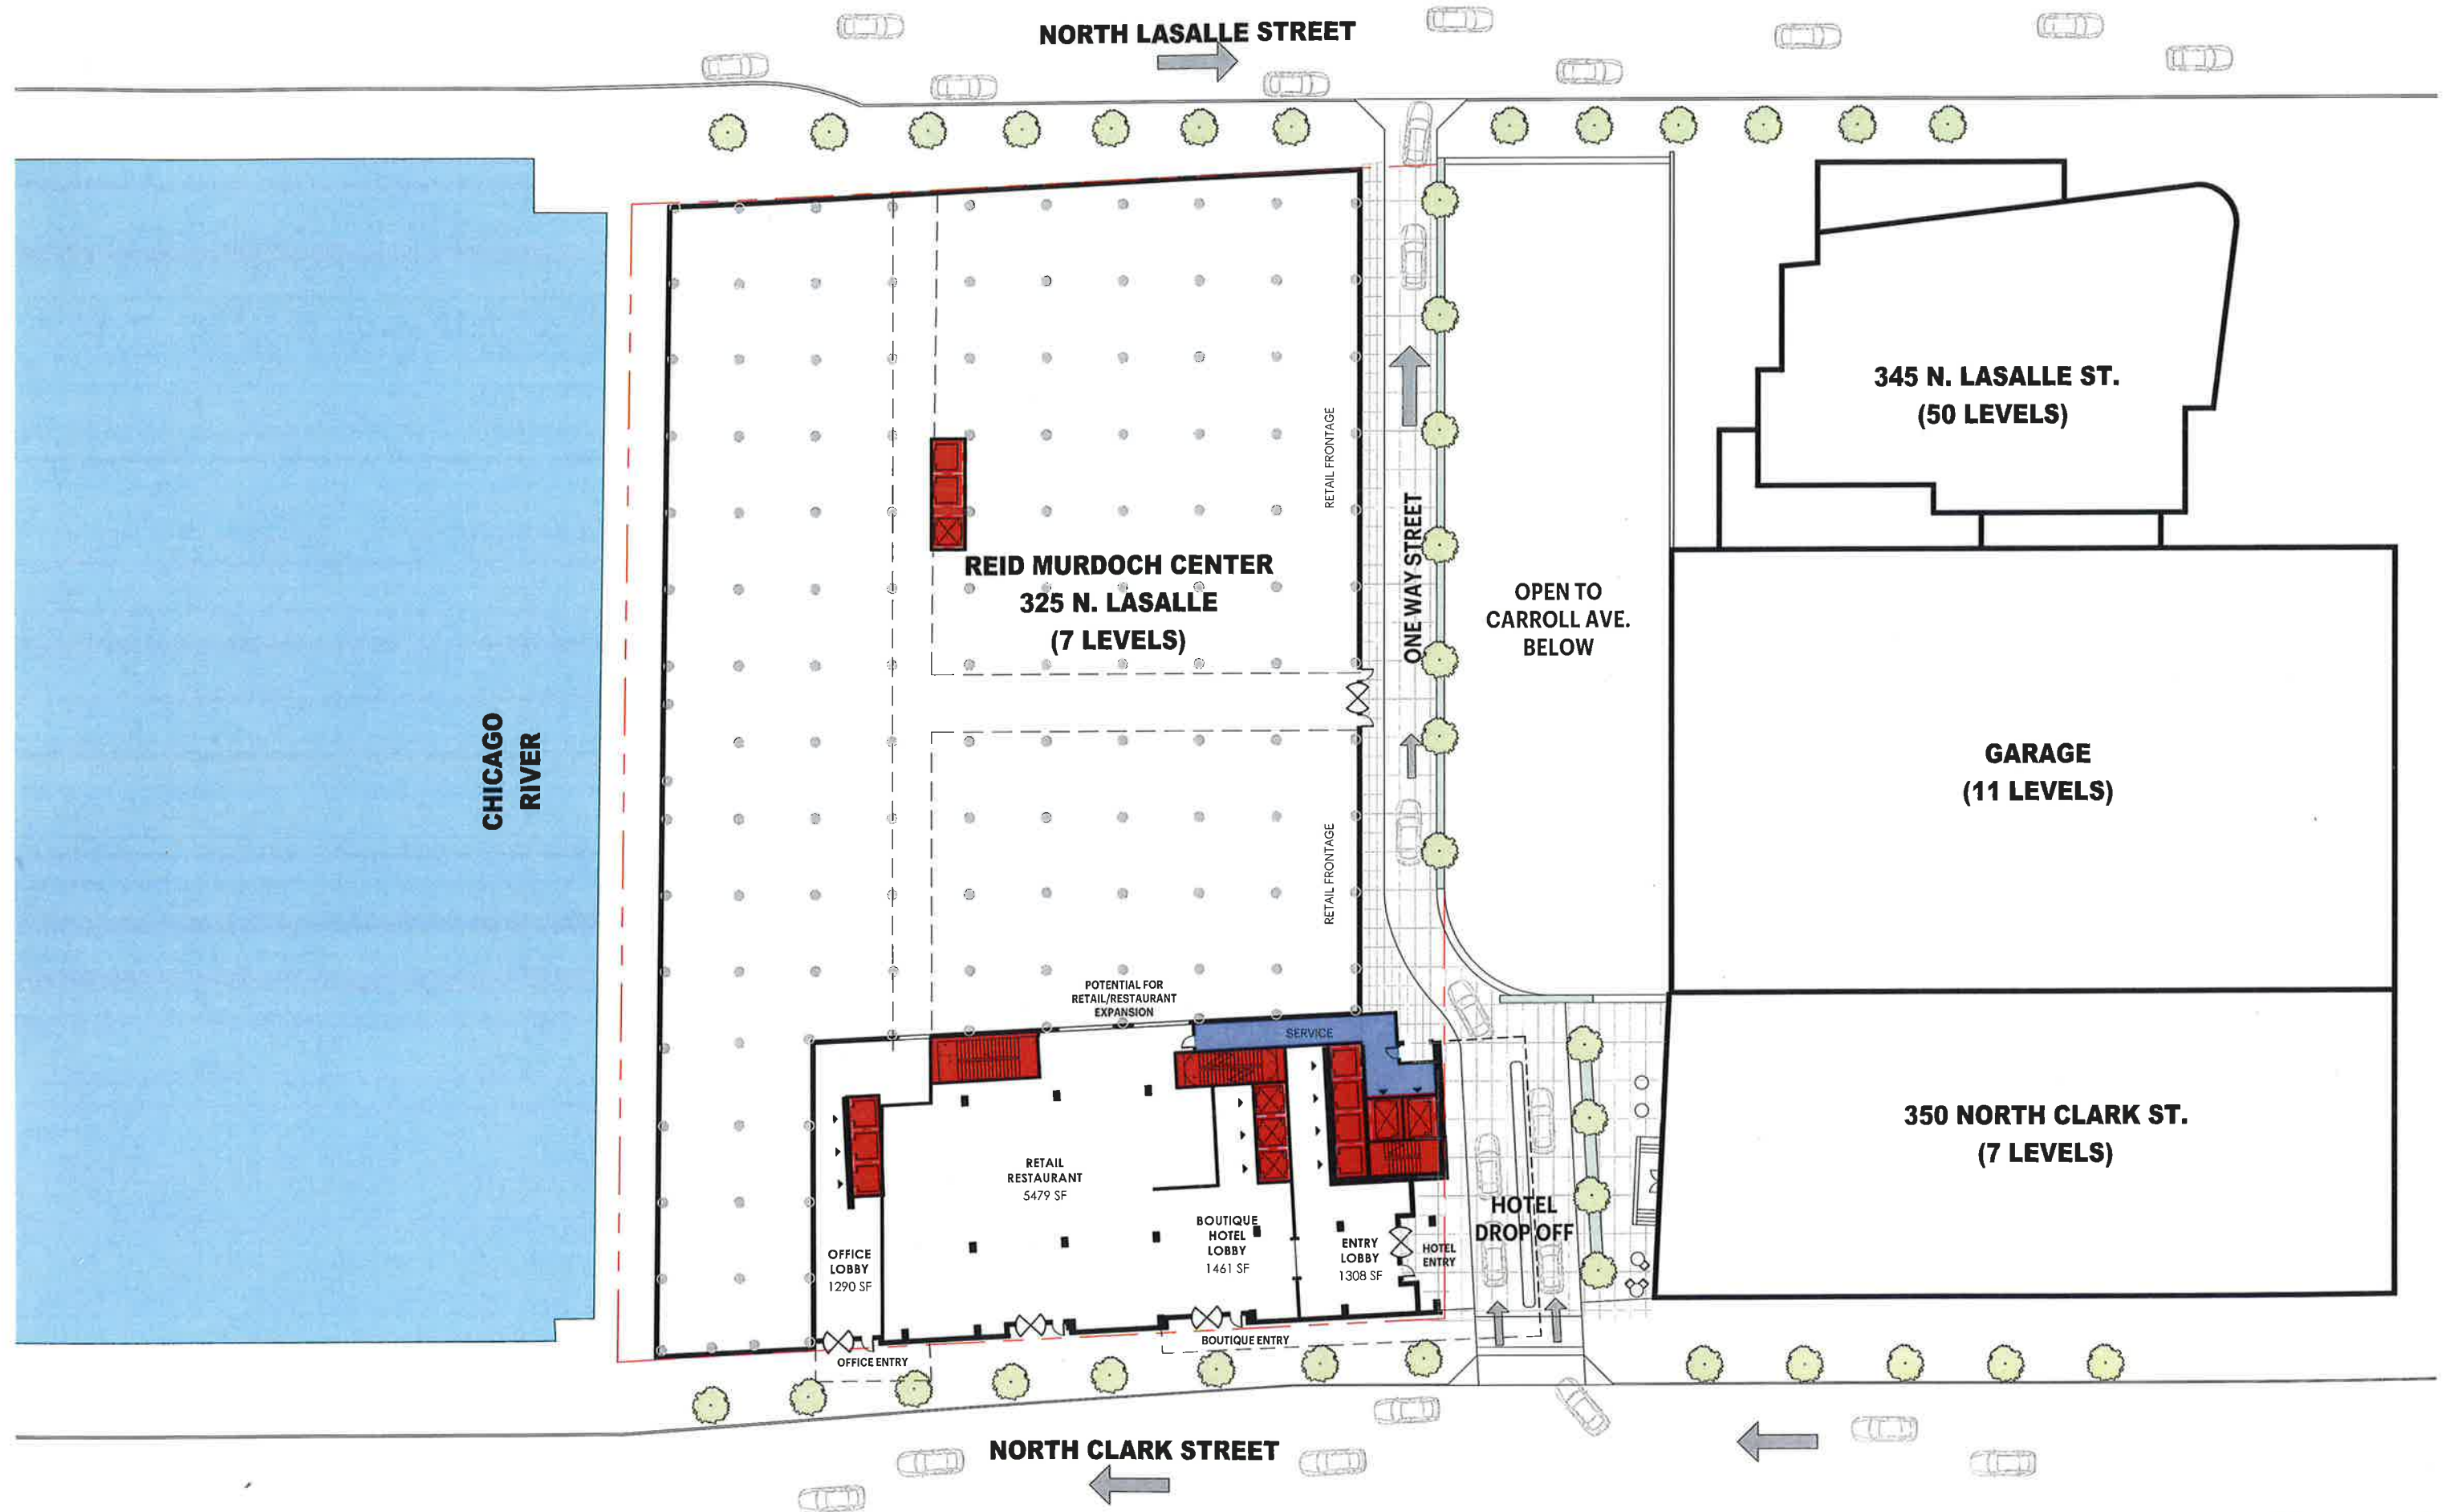 NORTH LASALLE STREET
345 N. LASALLE ST.
(50 LEVELS)
RETAIL FRONTAGE
ONE WAY STREET
REID MURDOCH CENTER
325 N. LASALLE
(7 LEVELS)
OPEN TO
CARROLL AVE.
BELOW
CHICAGO
RIVER
GARAGE
(11 LEVELS)
RETAIL FRONTAGE
POTENTIAL FOR
RETAIL/RESTAURANT
EXPANSION
SERVICE
350 NORTH CLARK ST.
(7 LEVELS)
RETAIL
RESTAURANT
5479 SF
HOTEL
DROP OFF
BOUTIQUE
HOTEL
LOBBY
1461 SF
ENTRY
LOBBY
1308 SF
HOTEL
ENTRY
OFFICE
LOBBY
1290 SF
BOUTIQUE ENTRY
OFFICE ENTRY
NORTH CLARK STREET